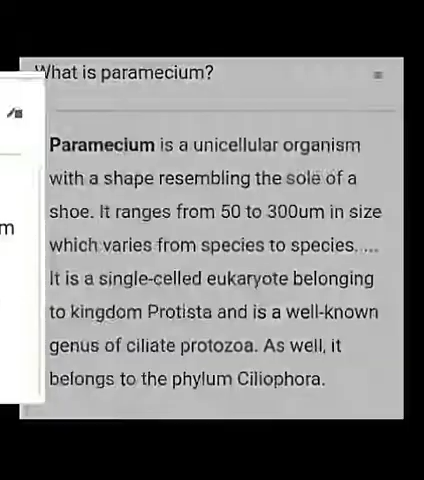 What is paramecium?
Paramecium is a unicellular organism
with a shape resembling the sole of a
shoe. It ranges from 50 to 300um in size
which varies from species to species.....
It is a single-celled eukaryote belonging
to kingdom Protista and is a well-known
genus of ciliate protozoa. As well, it
belongs to the phylum Ciliophora.
m